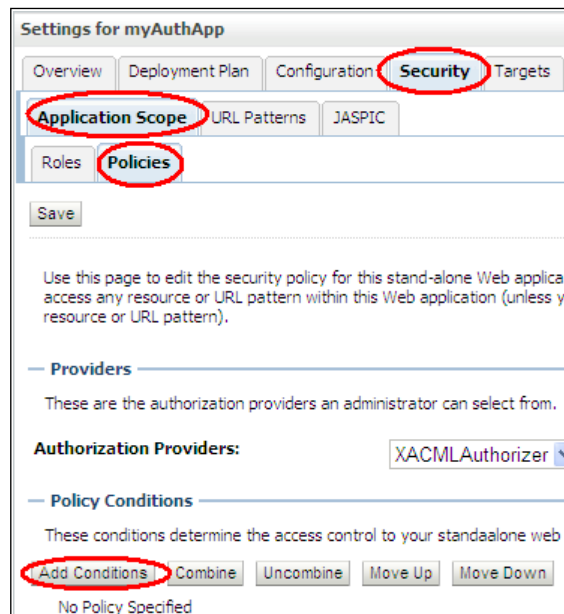 Settings for myAuthApp
Overview Deployment Plan Configuration Security Targets
Application Scope URL Patterns JASPIC
Roles Policies
Save
Use this page to edit the security policy for this stand-alone Web applica
access any resource or URL pattern within this Web application (unless y
resource or URL pattern).
Providers
These are the authorization providers an administrator can select from.
Authorization Providers: XACMLAuthorizer
Policy Conditions
These conditions determine the access control to your standaalone web
Add Conditions Combine Uncombine Move Up Move Down
No Policy Specified